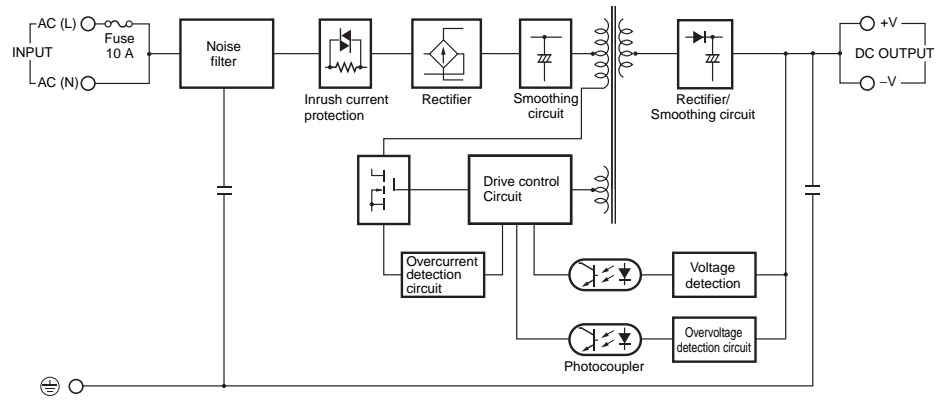 AC (L)
Fuse
10 A
INPUT
AC (N)
Noise
filter
Inrush current
protection
Rectifier
Smoothing
circuit
Rectifier/
Smoothing circuit
+V
DC OUTPUT
–V
Drive control
Circuit
Overcurrent
detection
circuit
Voltage
detection
Overvoltage
detection circuit
Photocoupler